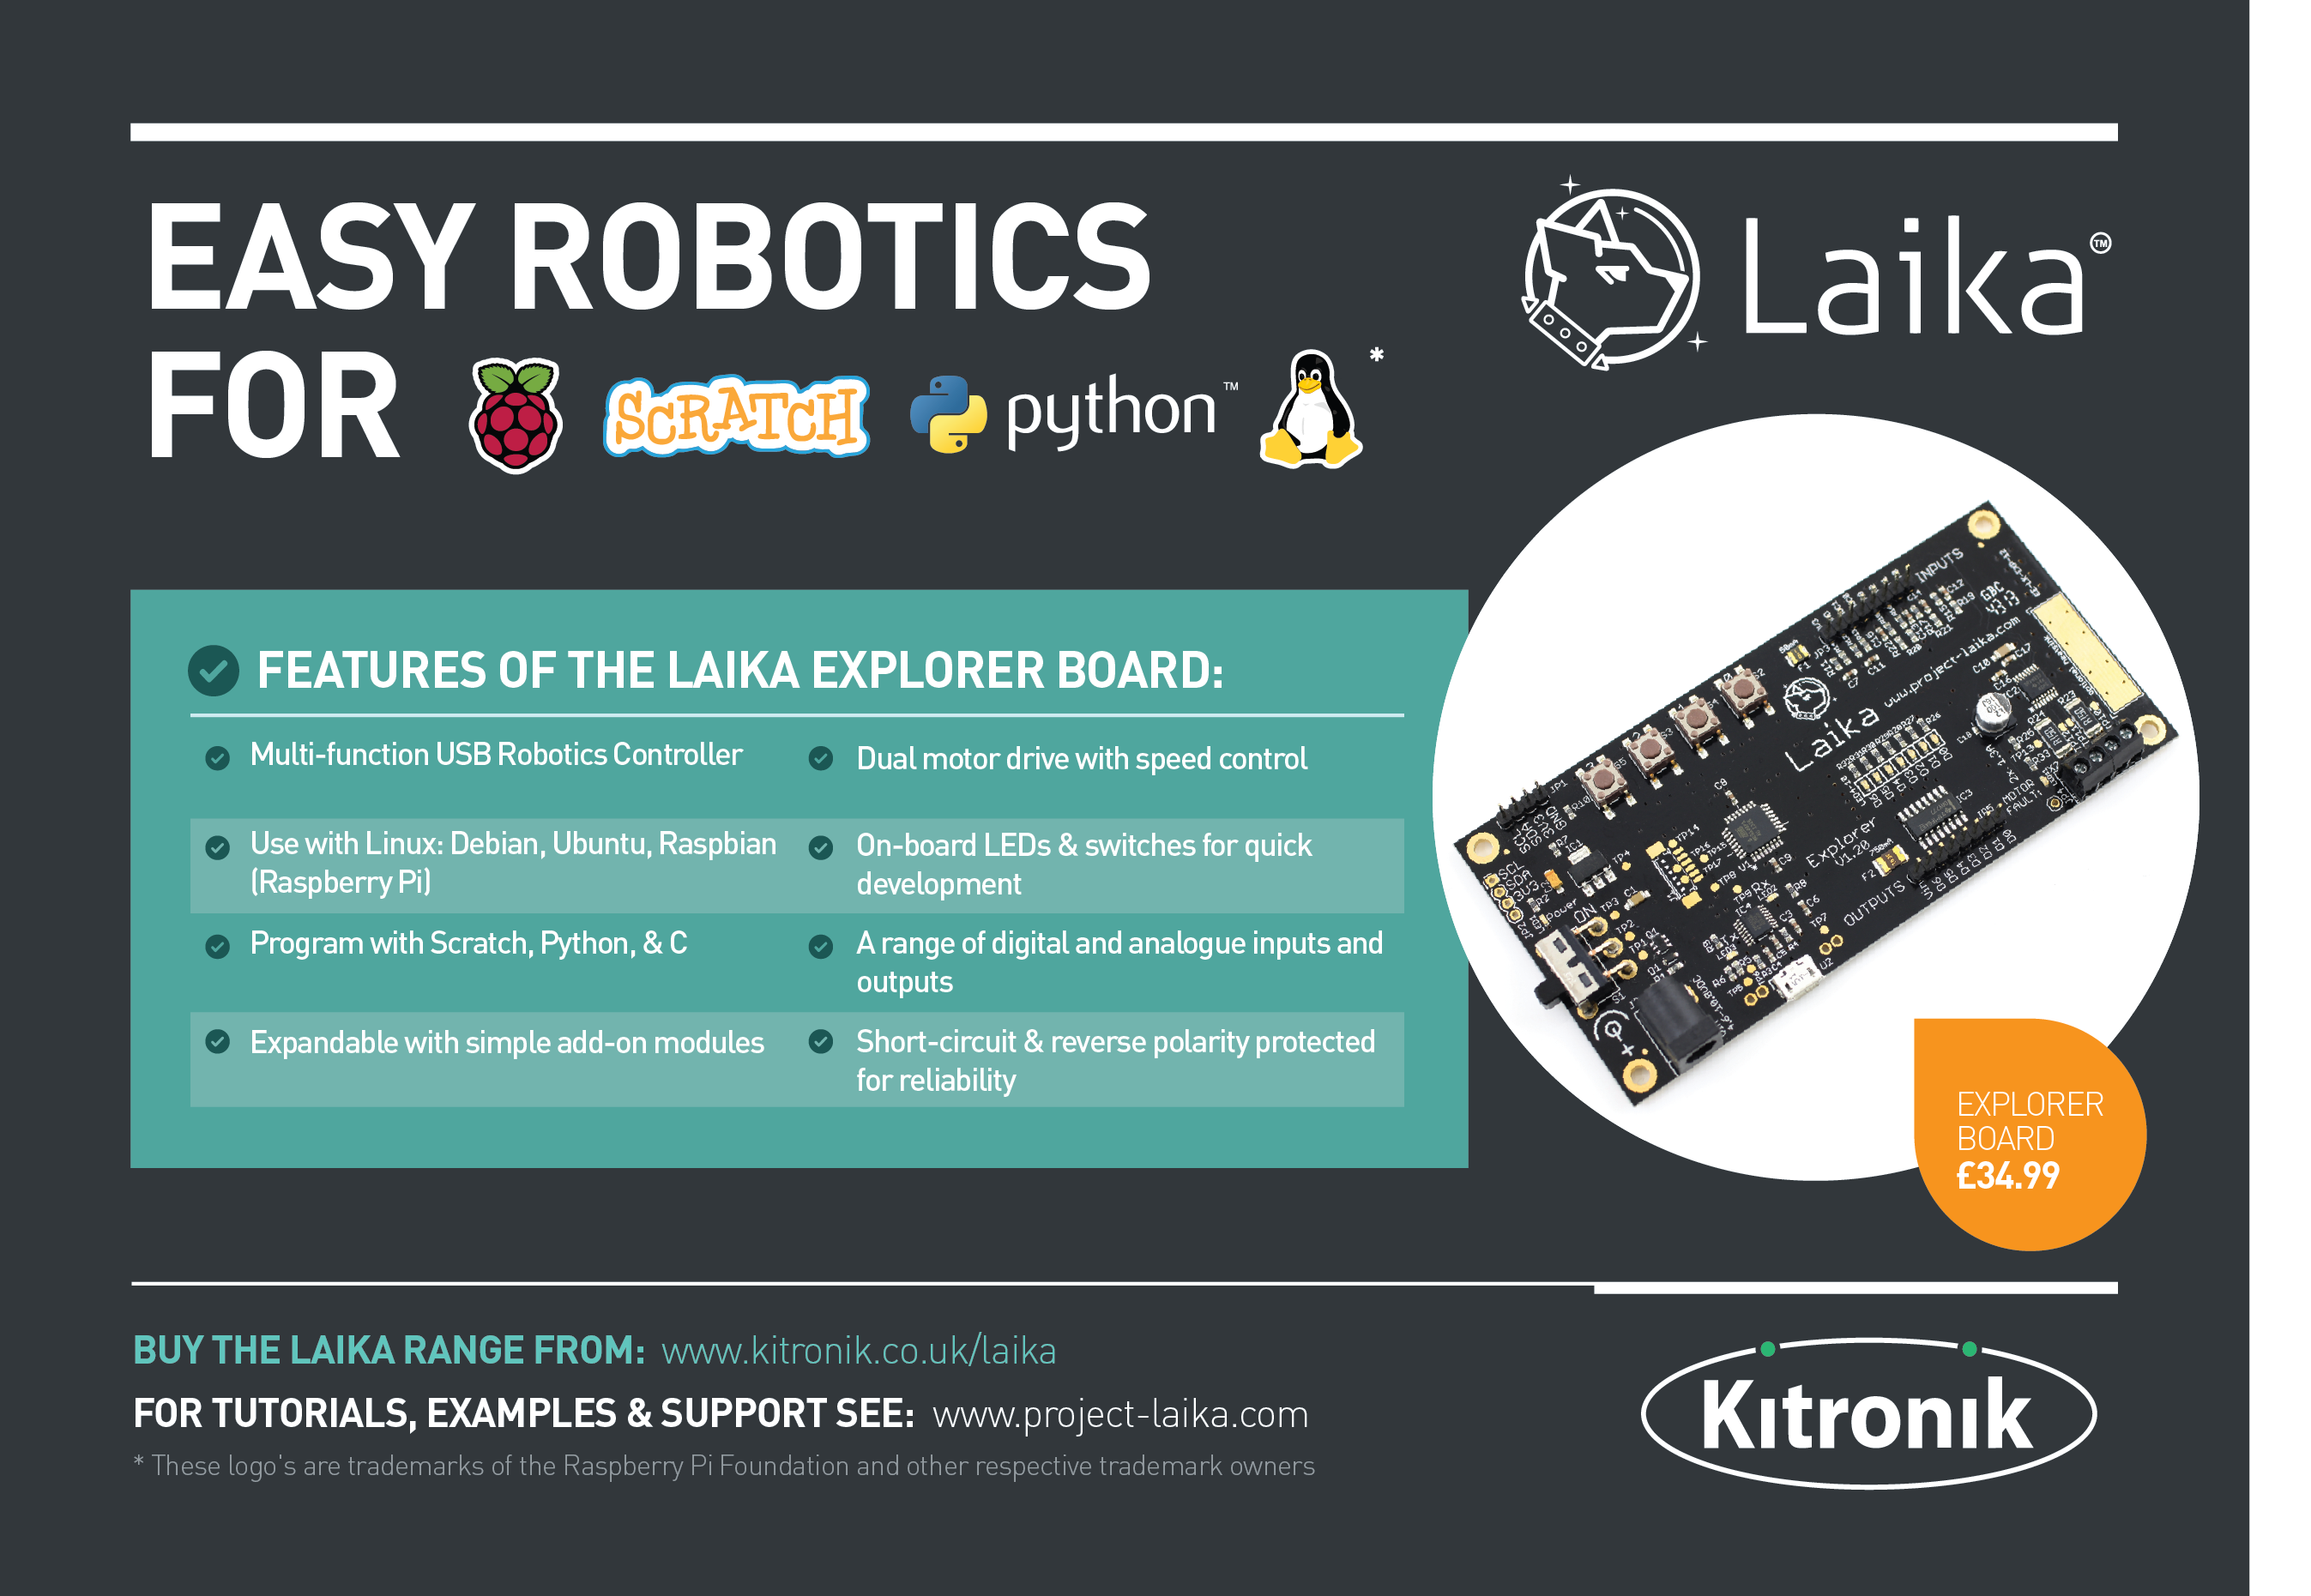 EASY ROBOTICS
FOR SCRATCH python™ *
Laika™
FEATURES OF THE LAIKA EXPLORER BOARD:
Multi-function USB Robotics Controller
Dual motor drive with speed control
Use with Linux: Debian, Ubuntu, Raspbian
(Raspberry Pi)
On-board LEDs & switches for quick
development
Program with Scratch, Python, & C
A range of digital and analogue inputs and
outputs
Expandable with simple add-on modules
Short-circuit & reverse polarity protected
for reliability
INPUTS
GBC
4313
www.project-laika.com
Laika
Explorer
V1.20
OUTPUTS
MOTOR
FAULT!
Power
ON
EXPLORER
BOARD
£34.99
BUY THE LAIKA RANGE FROM: www.kitronik.co.uk/laika
FOR TUTORIALS, EXAMPLES & SUPPORT SEE: www.project-laika.com
* These logo's are trademarks of the Raspberry Pi Foundation and other respective trademark owners
Kitronik